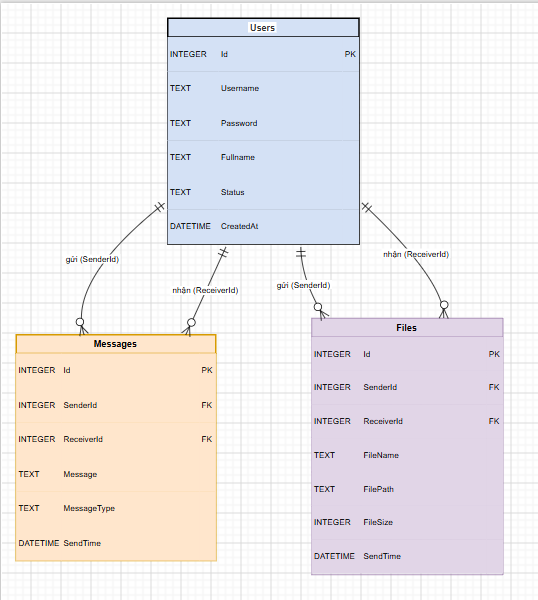 Users
INTEGER Id PK
TEXT Username
TEXT Password
TEXT Fullname
TEXT Status
DATETIME CreatedAt
gửi (SenderId)
nhận (ReceiverId)
gửi (SenderId)
nhận (ReceiverId)
Messages
INTEGER Id PK
INTEGER SenderId FK
INTEGER ReceiverId FK
TEXT Message
TEXT MessageType
DATETIME SendTime
Files
INTEGER Id PK
INTEGER SenderId FK
INTEGER ReceiverId FK
TEXT FileName
TEXT FilePath
INTEGER FileSize
DATETIME SendTime